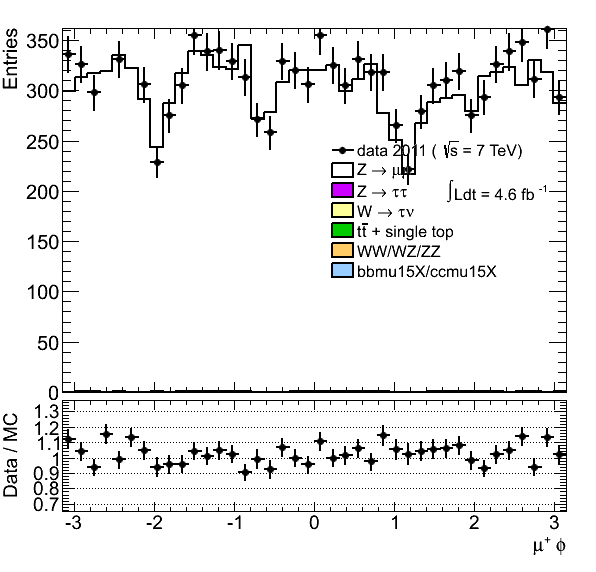 Entries
350
300
250
200
150
100
50
0
data 2011 ( √s = 7 TeV)
Z → μμ
Z → ττ
∫Ldt = 4.6 fb⁻¹
W → τν
tt̄ + single top
WW/WZ/ZZ
bbmu15X/ccmu15X
Data / MC
1.3
1.2
1.1
1
0.9
0.8
0.7
-3 -2 -1 0 1 2 3
μ⁺ ϕ